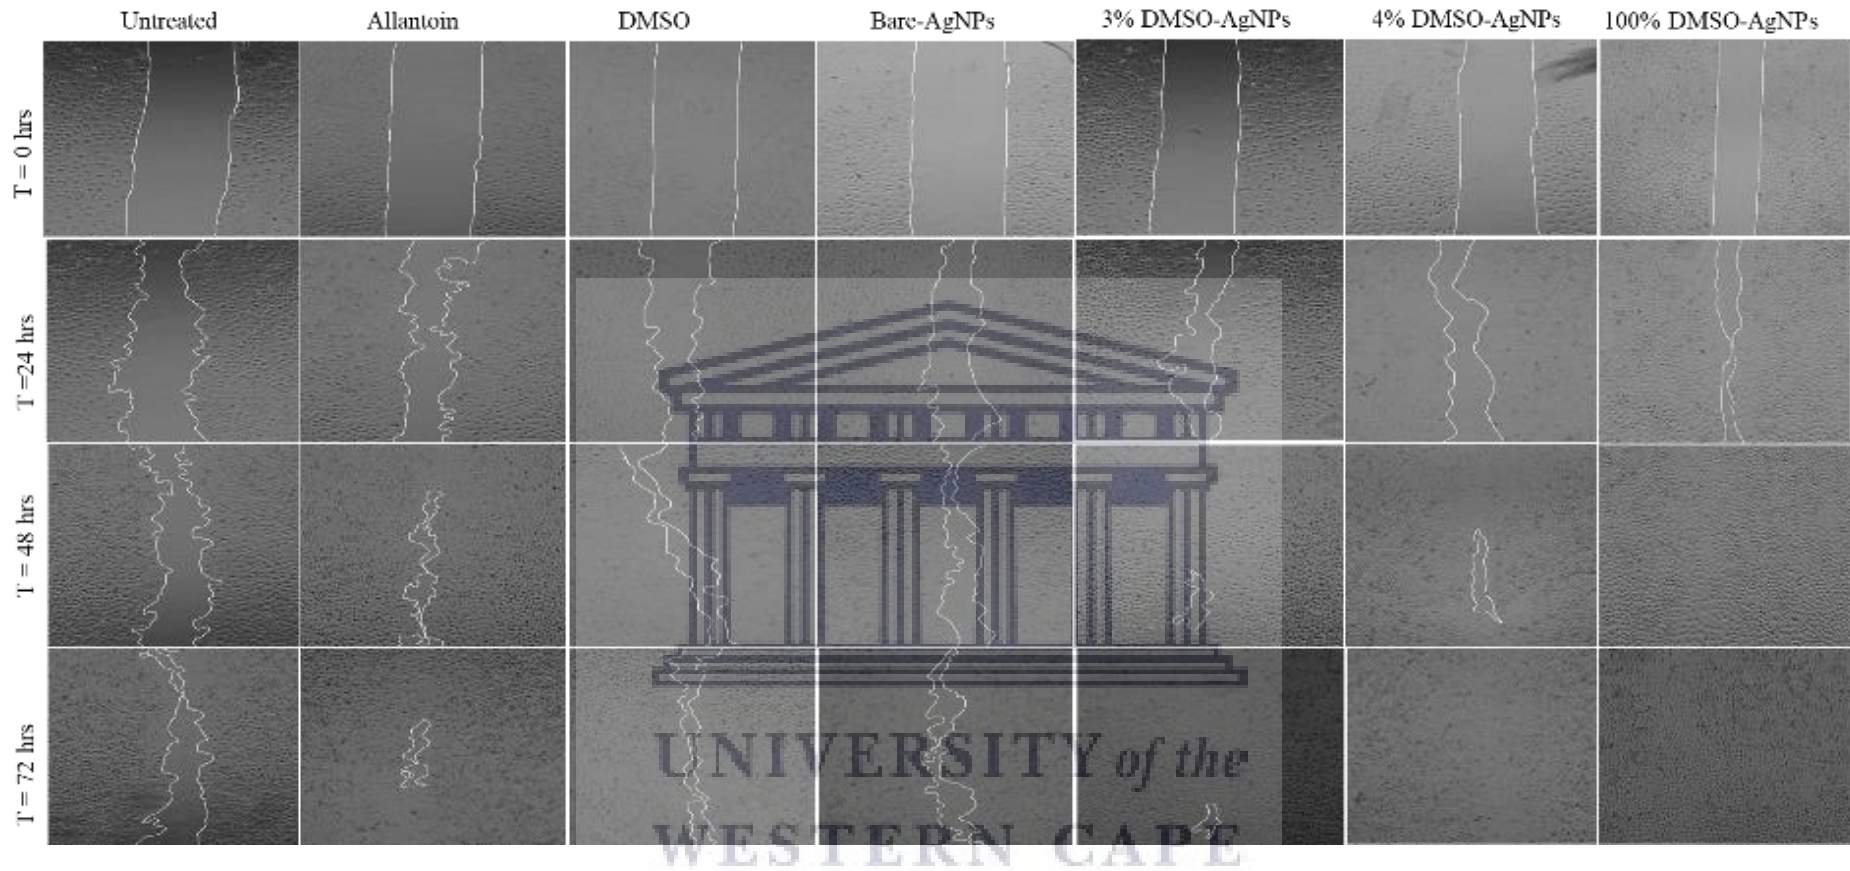 Untreated Allantoin DMSO Bare-AgNPs 3% DMSO-AgNPs 4% DMSO-AgNPs 100% DMSO-AgNPs
T = 0 hrs
T =24 hrs
T = 48 hrs
T = 72 hrs
UNIVERSITY of the
WESTERN CAPE